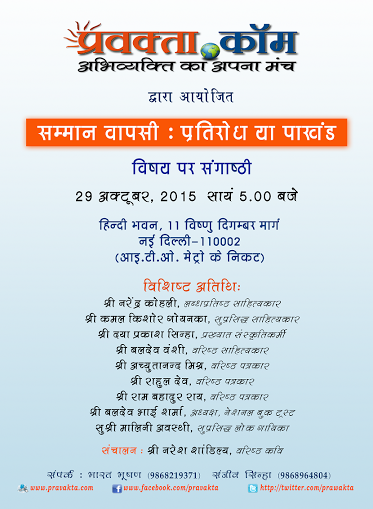 प्रवक्ता.कॉम
अभिव्यक्ति का अपना मंच
द्वारा आयोजित
सम्मान वापसी : प्रतिरोध या पाखंड
विषय पर संगाष्ठी
29 अक्टूबर, 2015 सायं 5.00 बजे
हिन्दी भवन, 11 विष्णु दिगम्बर मार्ग
नई दिल्ली-110002
(आइ.टी.ओ. मेट्रो के निकट)
विशिष्ट अतिथिः
श्री नरेंद्र कोहली, लब्धप्रतिष्ठ साहित्यकार
श्री कमल किशोर गोयनका, सुप्रसिद्ध साहित्यकार
श्री दया प्रकाश सिन्हा, प्रख्यात संस्कृतिकर्मी
श्री बलदेव वंशी, वरिष्ठ साहित्यकार
श्री अच्युतानन्द मिश्र, वरिष्ठ पत्रकार
श्री राहुल देव, वरिष्ठ पत्रकार
श्री राम बहादुर राय, वरिष्ठ पत्रकार
श्री बलदेव भाई शर्मा, अध्यक्ष, नेशनल बुक ट्रस्ट
सुश्री मालिनी अवस्थी, सुप्रसिद्ध लोक गायिका
संचालन : श्री नरेश शांडिल्य, वरिष्ठ कवि
संपर्क : भारत भूषण (9868219371) संजीव सिन्हा (9868964804)
www.pravakta.com www.facebook.com/pravakta http://twitter.com/pravakta